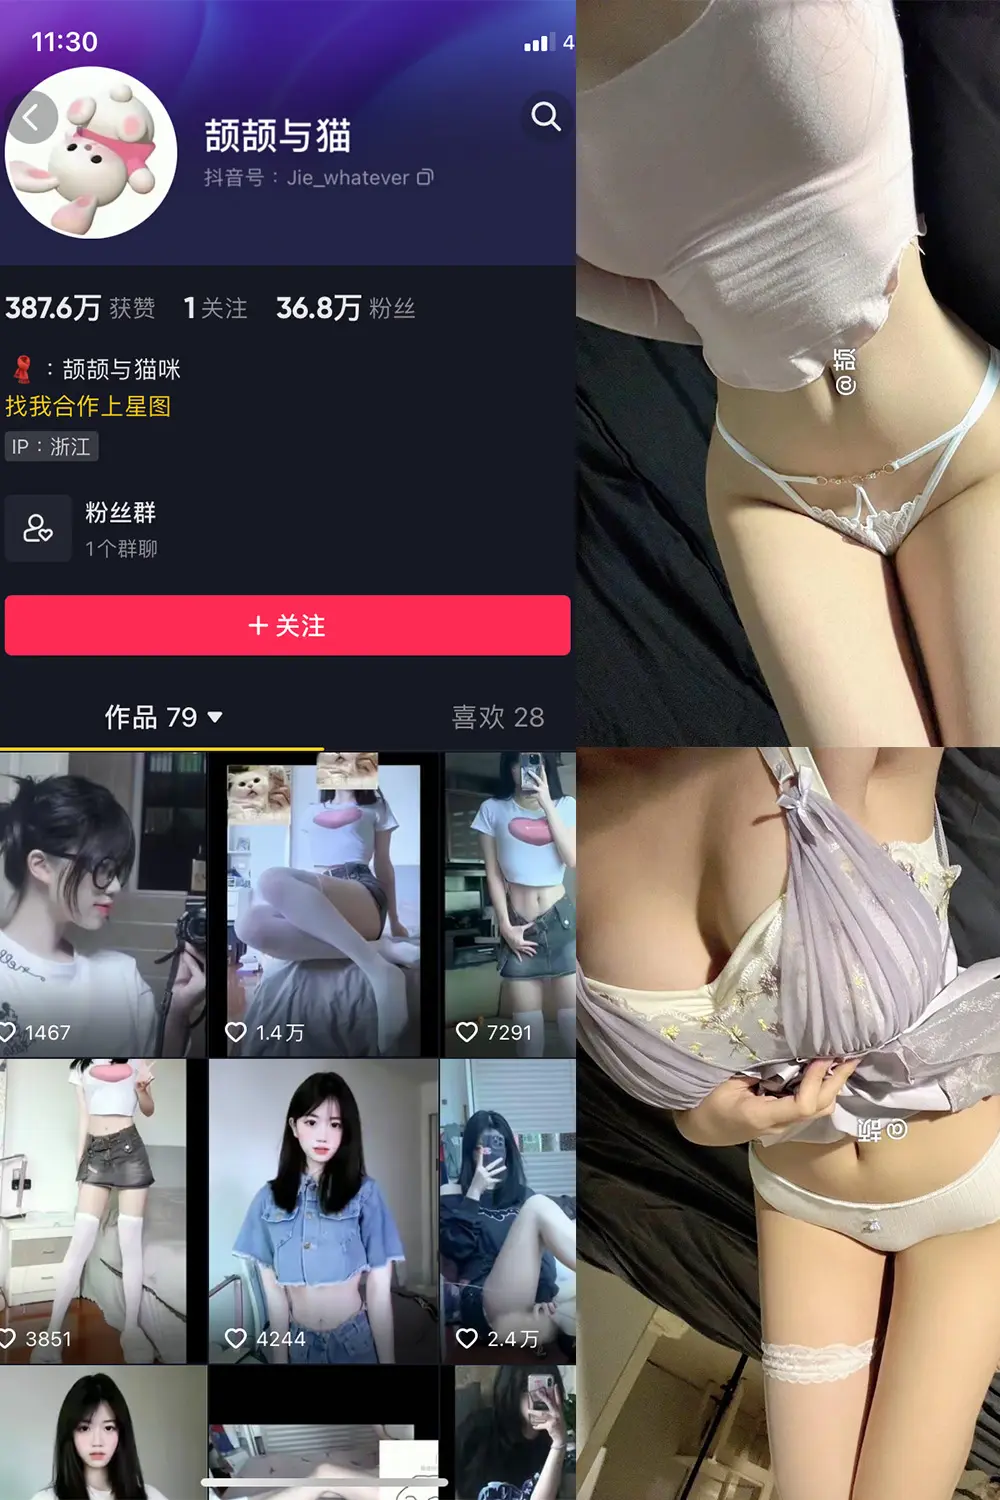 11:30
4
颉颉与猫
抖音号：Jie_whatever
387.6万 获赞 1 关注 36.8万 粉丝
：颉颉与猫咪
找我合作上星图
IP：浙江
粉丝群
1个群聊
+ 关注
作品 79
喜欢 28
1467
1.4万
7291
3851
4244
2.4万
@颉
@颉